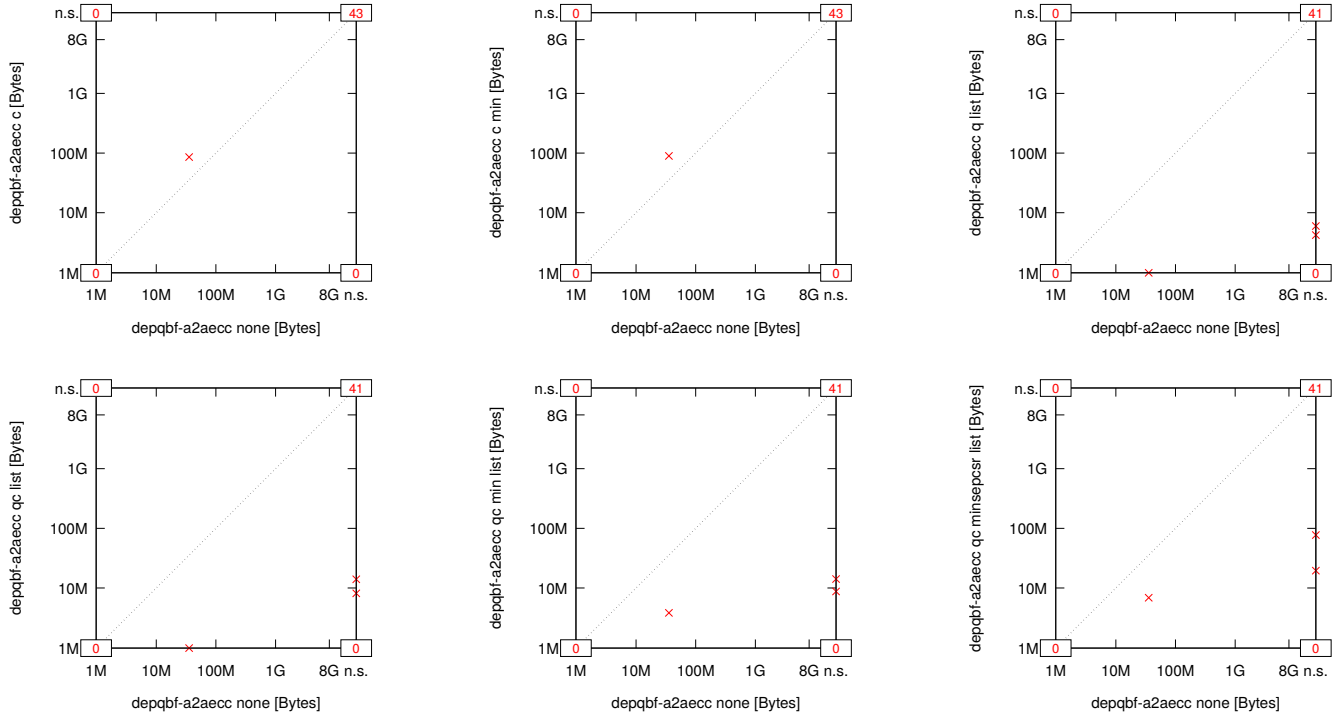 n.s. 0 43
8G
1G
100M
10M
1M 0 0
1M 10M 100M 1G 8G n.s.
depqbf-a2aecc c [Bytes]
depqbf-a2aecc none [Bytes]
n.s. 0 43
8G
1G
100M
10M
1M 0 0
1M 10M 100M 1G 8G n.s.
depqbf-a2aecc c min [Bytes]
depqbf-a2aecc none [Bytes]
n.s. 0 41
8G
1G
100M
10M
1M 0 0
1M 10M 100M 1G 8G n.s.
depqbf-a2aecc q list [Bytes]
depqbf-a2aecc none [Bytes]
n.s. 0 41
8G
1G
100M
10M
1M 0 0
1M 10M 100M 1G 8G n.s.
depqbf-a2aecc qc list [Bytes]
depqbf-a2aecc none [Bytes]
n.s. 0 41
8G
1G
100M
10M
1M 0 0
1M 10M 100M 1G 8G n.s.
depqbf-a2aecc qc min list [Bytes]
depqbf-a2aecc none [Bytes]
n.s. 0 41
8G
1G
100M
10M
1M 0 0
1M 10M 100M 1G 8G n.s.
depqbf-a2aecc qc minsepcsr list [Bytes]
depqbf-a2aecc none [Bytes]